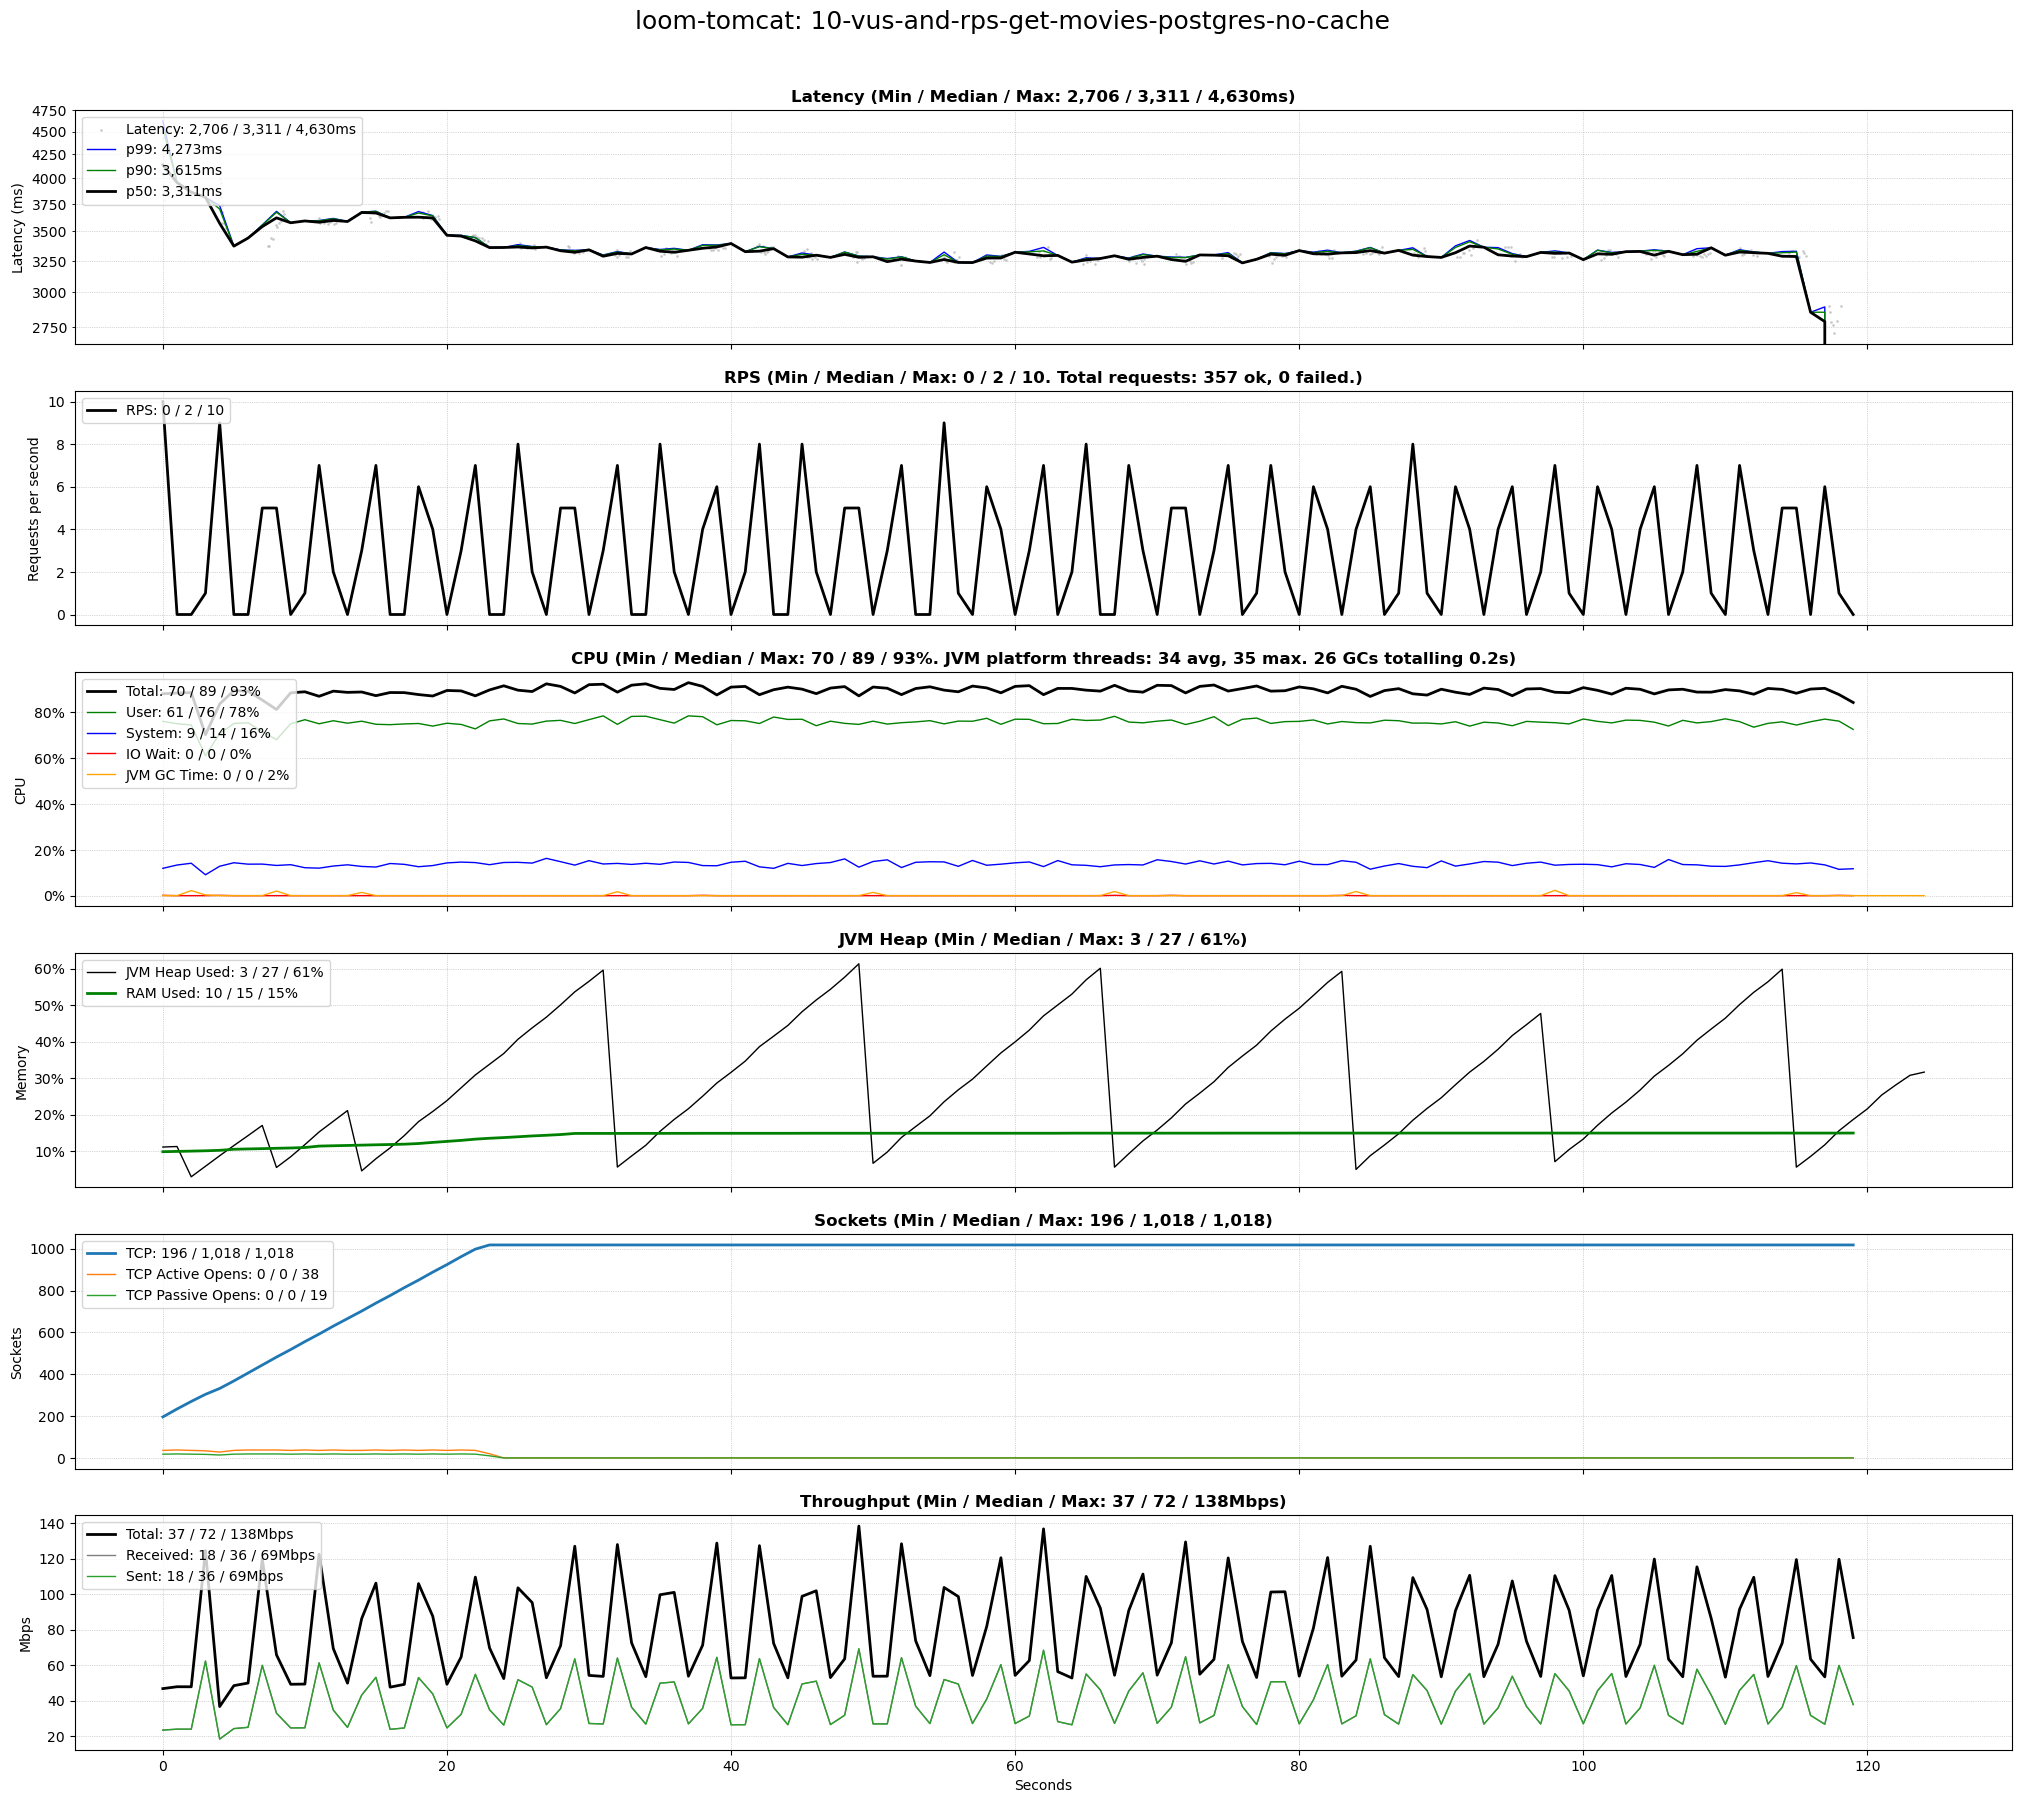 loom-tomcat: 10-vus-and-rps-get-movies-postgres-no-cache
Latency (Min / Median / Max: 2,706 / 3,311 / 4,630ms)
Latency (ms)
4750
4500
4250
4000
3750
3500
3250
3000
2750
Latency: 2,706 / 3,311 / 4,630ms
p99: 4,273ms
p90: 3,615ms
p50: 3,311ms
RPS (Min / Median / Max: 0 / 2 / 10. Total requests: 357 ok, 0 failed.)
Requests per second
10
8
6
4
2
0
RPS: 0 / 2 / 10
CPU (Min / Median / Max: 70 / 89 / 93%. JVM platform threads: 34 avg, 35 max. 26 GCs totalling 0.2s)
CPU
80%
60%
40%
20%
0%
Total: 70 / 89 / 93%
User: 61 / 76 / 78%
System: 9 / 14 / 16%
IO Wait: 0 / 0 / 0%
JVM GC Time: 0 / 0 / 2%
JVM Heap (Min / Median / Max: 3 / 27 / 61%)
Memory
60%
50%
40%
30%
20%
10%
JVM Heap Used: 3 / 27 / 61%
RAM Used: 10 / 15 / 15%
Sockets (Min / Median / Max: 196 / 1,018 / 1,018)
Sockets
1000
800
600
400
200
0
TCP: 196 / 1,018 / 1,018
TCP Active Opens: 0 / 0 / 38
TCP Passive Opens: 0 / 0 / 19
Throughput (Min / Median / Max: 37 / 72 / 138Mbps)
Mbps
140
120
100
80
60
40
20
Total: 37 / 72 / 138Mbps
Received: 18 / 36 / 69Mbps
Sent: 18 / 36 / 69Mbps
0 20 40 60 80 100 120
Seconds